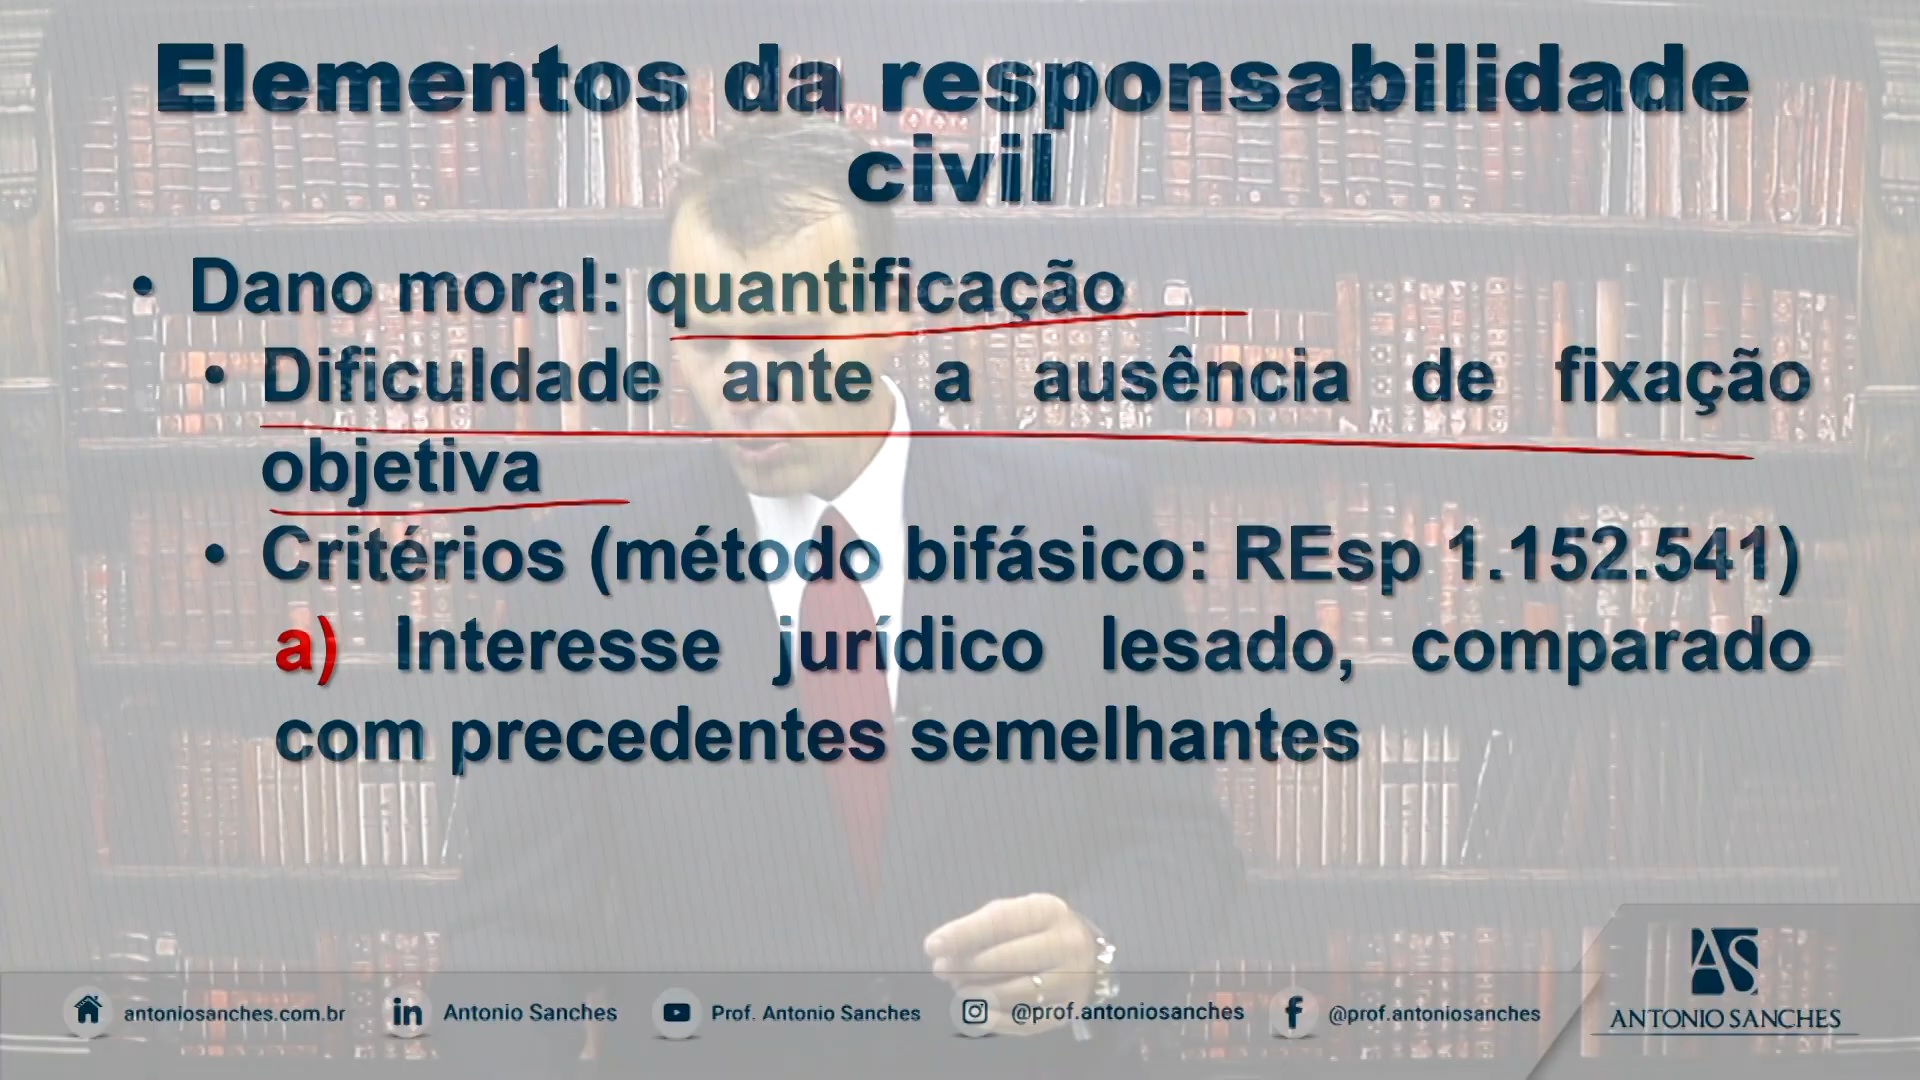 Elementos da responsabilidade
civil
• Dano moral: quantificação
• Dificuldade ante a ausência de fixação
objetiva
• Critérios (método bifásico: REsp 1.152.541)
a) Interesse jurídico lesado, comparado
com precedentes semelhantes
antoniosanches.com.br
in Antonio Sanches
Prof. Antonio Sanches
@prof.antoniosanches
f @prof.antoniosanches
AS
ANTONIO SANCHES